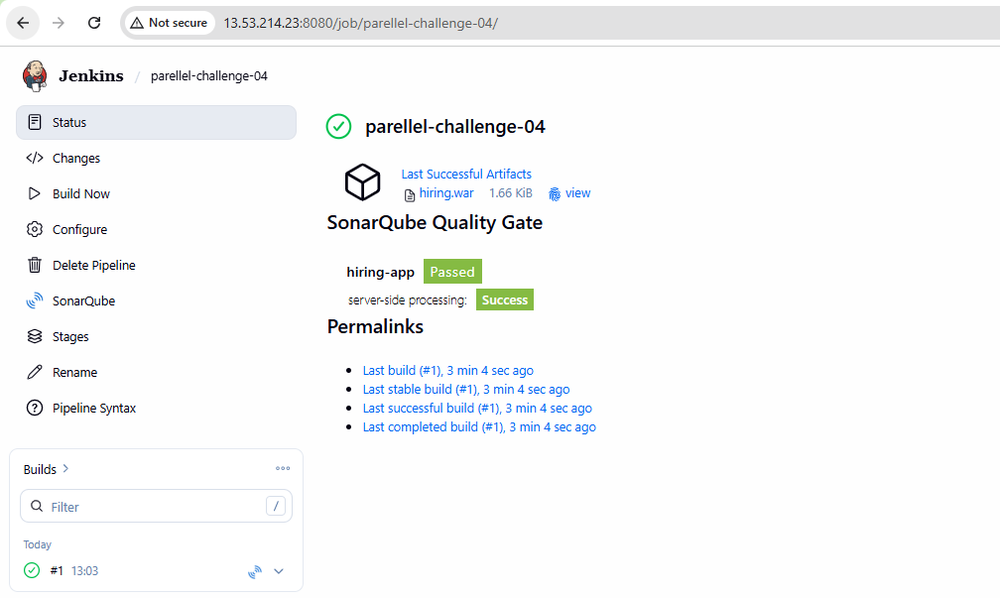 Not secure 13.53.214.23:8080/job/parellel-challenge-04/
Jenkins / parellel-challenge-04
Status
Changes
Build Now
Configure
Delete Pipeline
SonarQube
Stages
Rename
Pipeline Syntax
Builds
Filter /
Today
#1 13:03
parellel-challenge-04
Last Successful Artifacts
hiring.war 1.66 KiB view
SonarQube Quality Gate
hiring-app Passed
server-side processing: Success
Permalinks
Last build (#1), 3 min 4 sec ago
Last stable build (#1), 3 min 4 sec ago
Last successful build (#1), 3 min 4 sec ago
Last completed build (#1), 3 min 4 sec ago